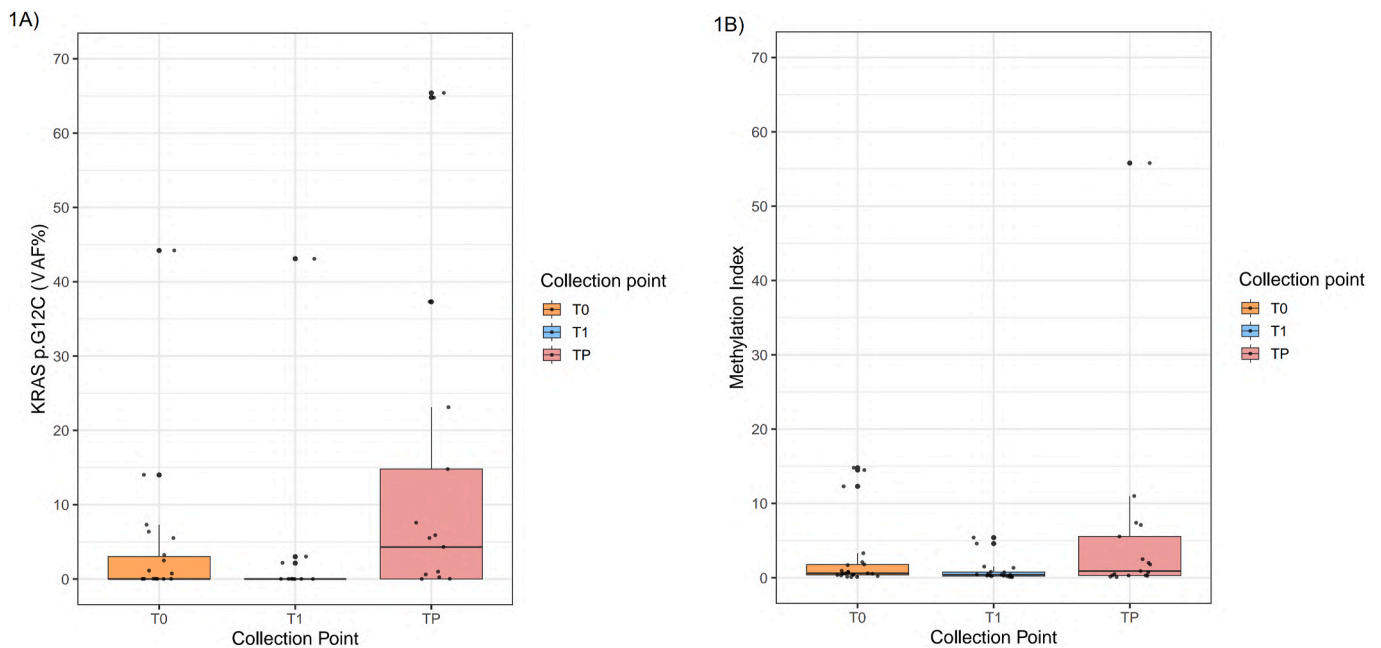 1A)
70
60
50
40
30
20
10
0
KRAS p.G12C (VAF%)
T0
T1
TP
Collection Point
Collection point
T0
T1
TP
1B)
70
60
50
40
30
20
10
0
Methylation Index
T0
T1
TP
Collection Point
Collection point
T0
T1
TP